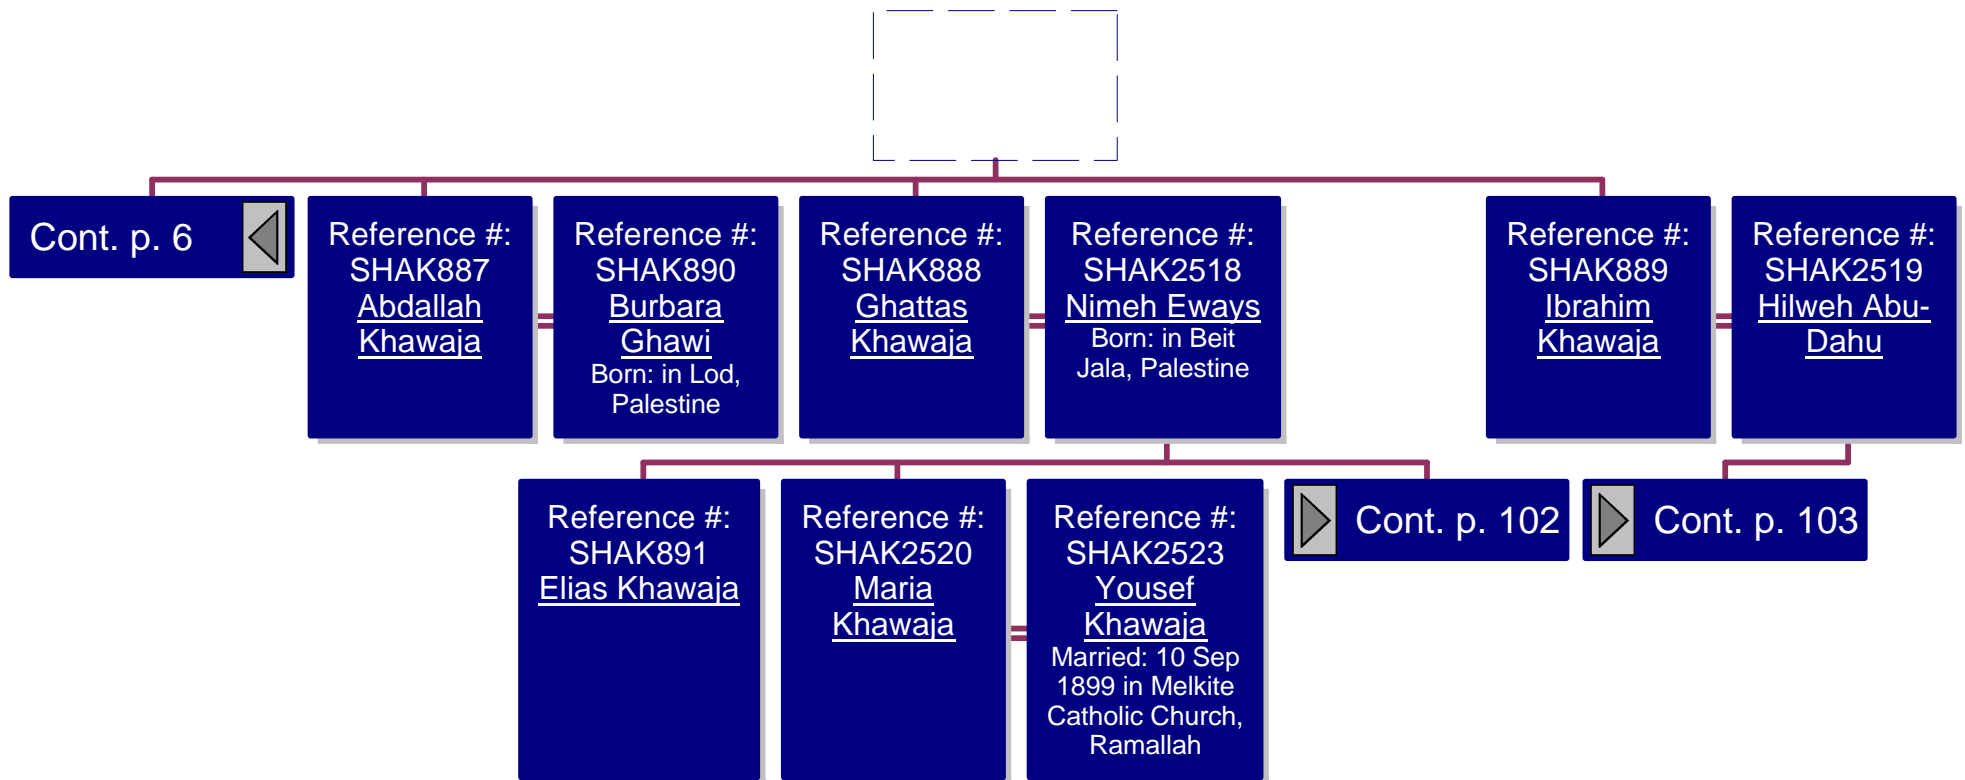 Cont. p. 6
Reference #:
SHAK887
Abdallah
Khawaja
Reference #:
SHAK890
Burbara
Ghawi
Born: in Lod,
Palestine
Reference #:
SHAK888
Ghattas
Khawaja
Reference #:
SHAK2518
Nimeh Eways
Born: in Beit
Jala, Palestine
Reference #:
SHAK889
Ibrahim
Khawaja
Reference #:
SHAK2519
Hilweh Abu-
Dahu
Reference #:
SHAK891
Elias Khawaja
Reference #:
SHAK2520
Maria
Khawaja
Reference #:
SHAK2523
Yousef
Khawaja
Married: 10 Sep
1899 in Melkite
Catholic Church,
Ramallah
Cont. p. 102
Cont. p. 103